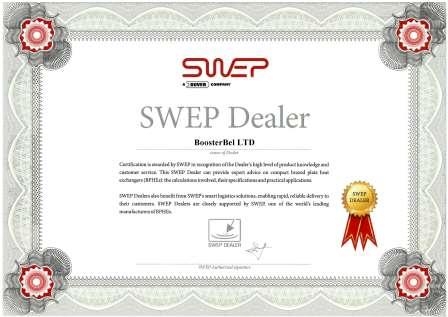 SWEP
A DOVER COMPANY
SWEP Dealer
BoosterBel LTD
name of Dealer
Certification is awarded by SWEP in recognition of the Dealer's high level of product knowledge and
customer service. This SWEP Dealer can provide expert advice on compact brazed plate heat
exchangers (BPHEs): the calculations involved, their specifications and practical applications.
SWEP Dealers also benefit from SWEP's smart logistics solutions, enabling rapid, reliable delivery to
their customers. SWEP Dealers are closely supported by SWEP, one of the world's leading
manufacturers of BPHEs.
SWEP
DEALER
SWEP DEALER
SWEP Authorized signature